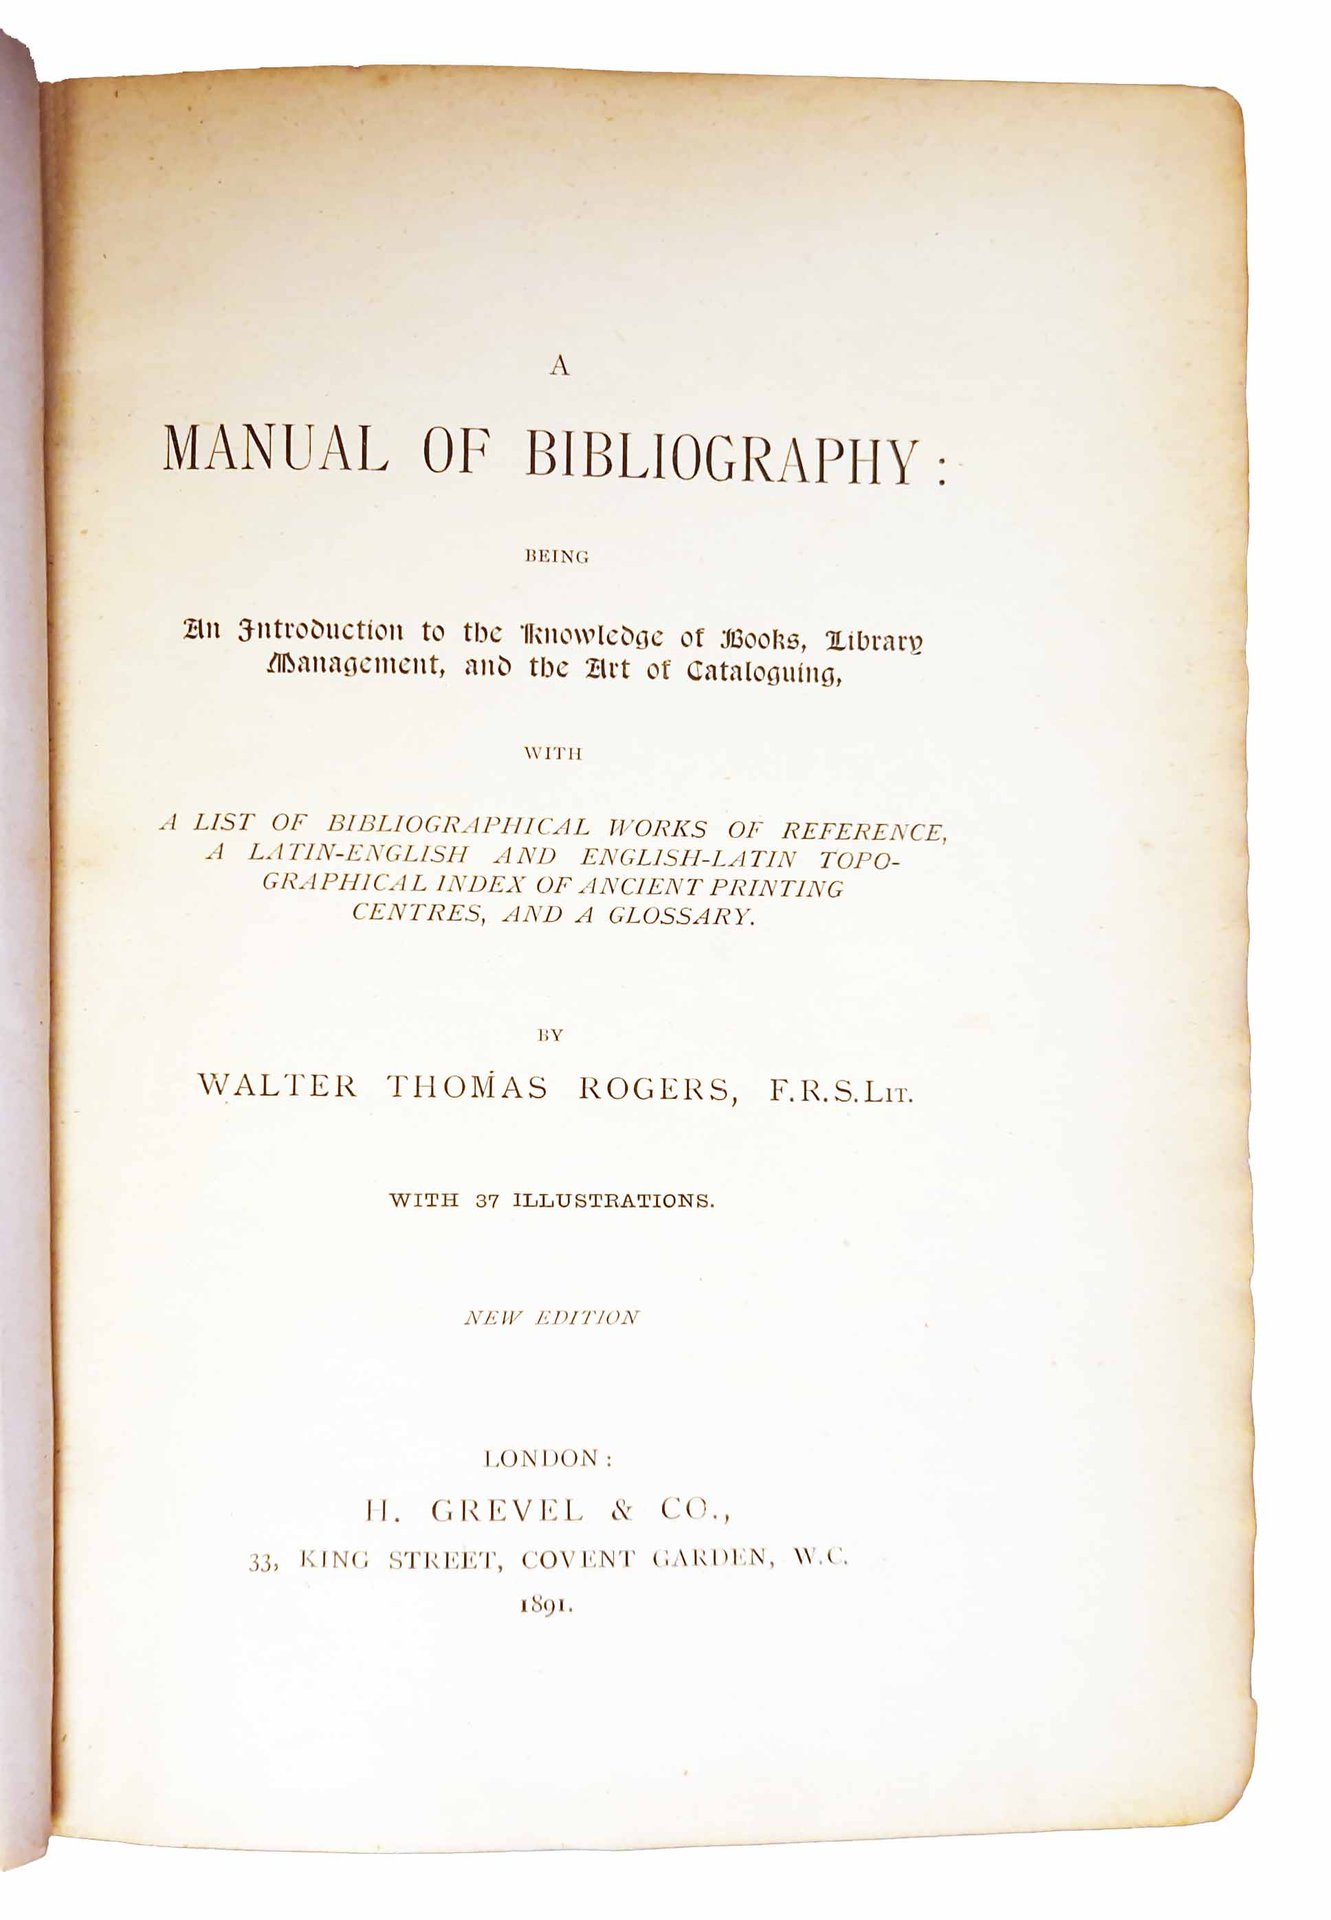 A
MANUAL OF BIBLIOGRAPHY:
BEING
An Introduction to the Knowledge of Books, Library
Management, and the Art of Cataloguing,
WITH
A LIST OF BIBLIOGRAPHICAL WORKS OF REFERENCE,
A LATIN-ENGLISH AND ENGLISH-LATIN TOPO-
GRAPHICAL INDEX OF ANCIENT PRINTING
CENTRES, AND A GLOSSARY.
BY
WALTER THOMAS ROGERS, F.R.S.LIT.
WITH 37 ILLUSTRATIONS.
NEW EDITION
LONDON:
H. GREVEL & CO.,
33, KING STREET, COVENT GARDEN, W.C.
1891.